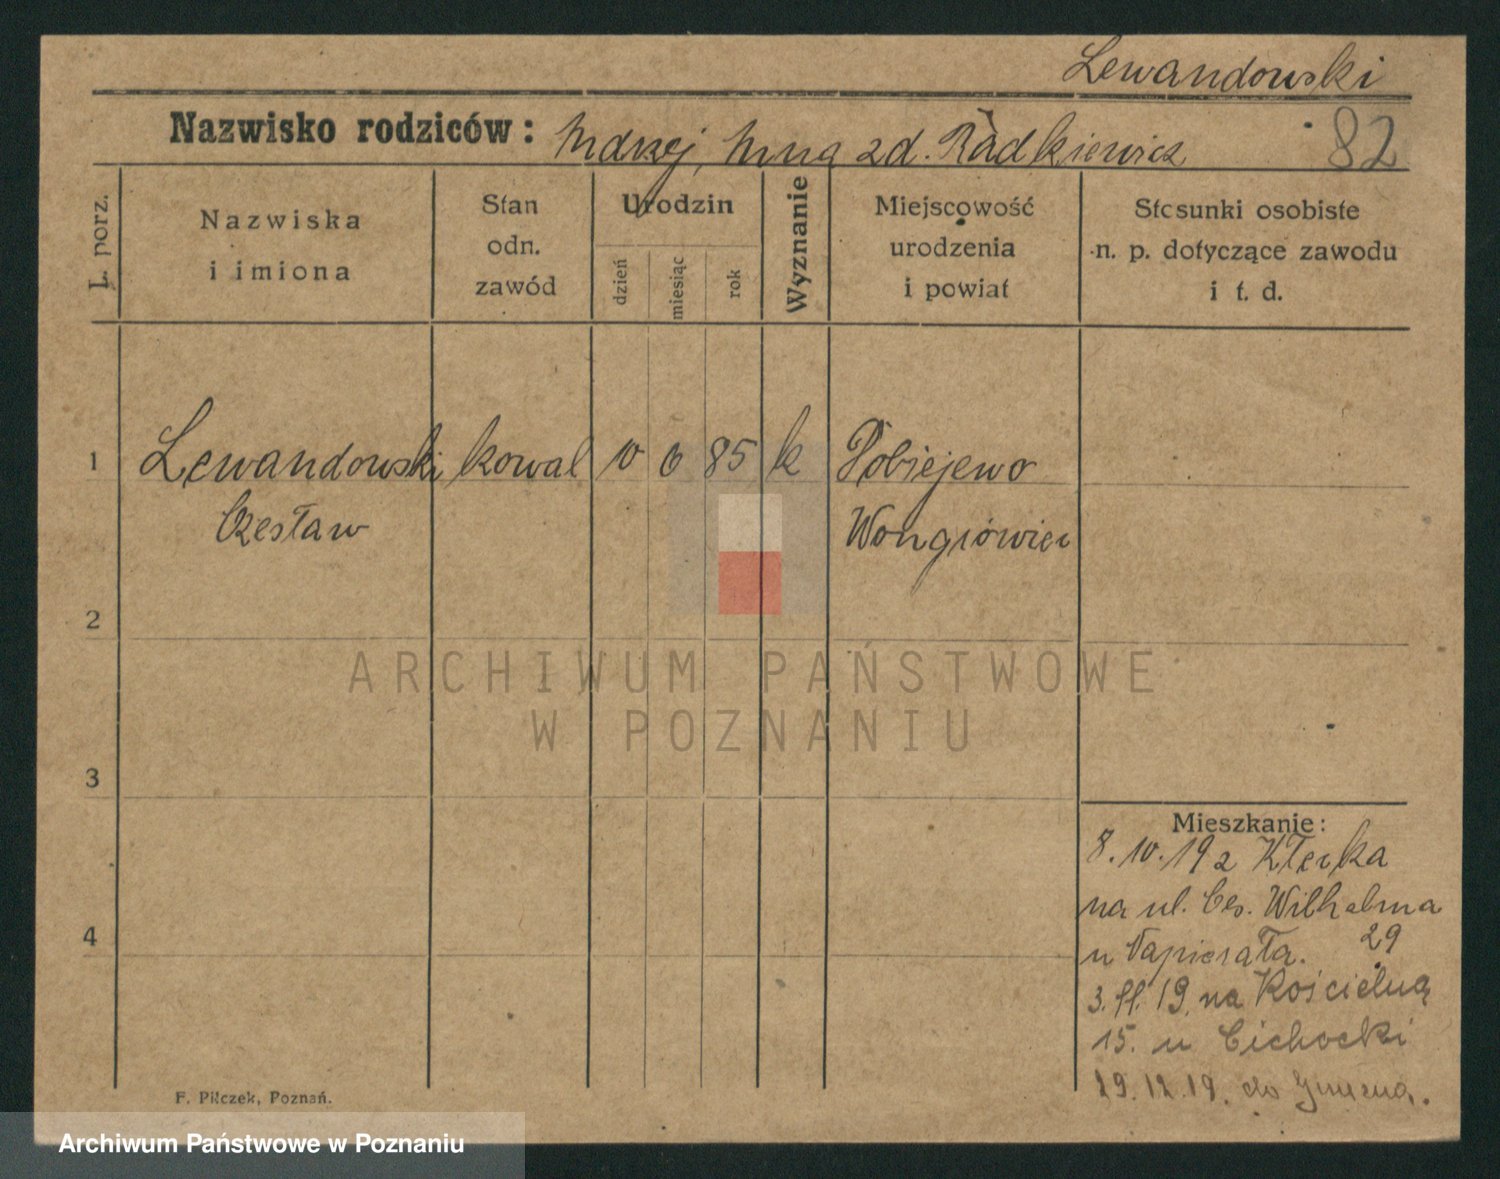 Lewandowski
Nazwisko rodziców: Andrzej, Anna zd. Radkiewicz 82
L. porz.
Nazwiska
i imiona
Stan
odn.
zawód
Urodzin
dzień
miesiąc
rok
Wyznanie
Miejscowość
urodzenia
i powiat
Stosunki osobiste
n. p. dotyczące zawodu
i t. d.
1 Lewandowski kowal 10 6 85 k Pobiejewo
Czesław Wongrówiec
2
ARCHIWUM PAŃSTWOWE
W POZNANIU
3
4
Mieszkanie:
8.10.19 z Kłecka
na ul. Ces. Wilhelma
u Napierała. 29
3.11.19. na Kościelną
15. u Cichocki
29.12.19. do Gniezna.
F. Pilczek, Poznań.
Archiwum Państwowe w Poznaniu